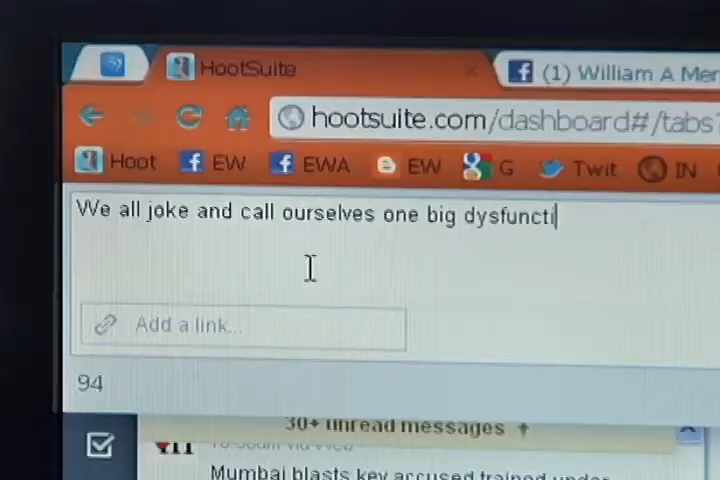 HootSuite
(1) William A Mer
hootsuite.com/dashboard#/tabs?
Hoot EW EWA EW G Twit IN
We all joke and call ourselves one big dysfuncti
Add a link...
94
30+ unread messages
Mumbai blasts key accused trained under